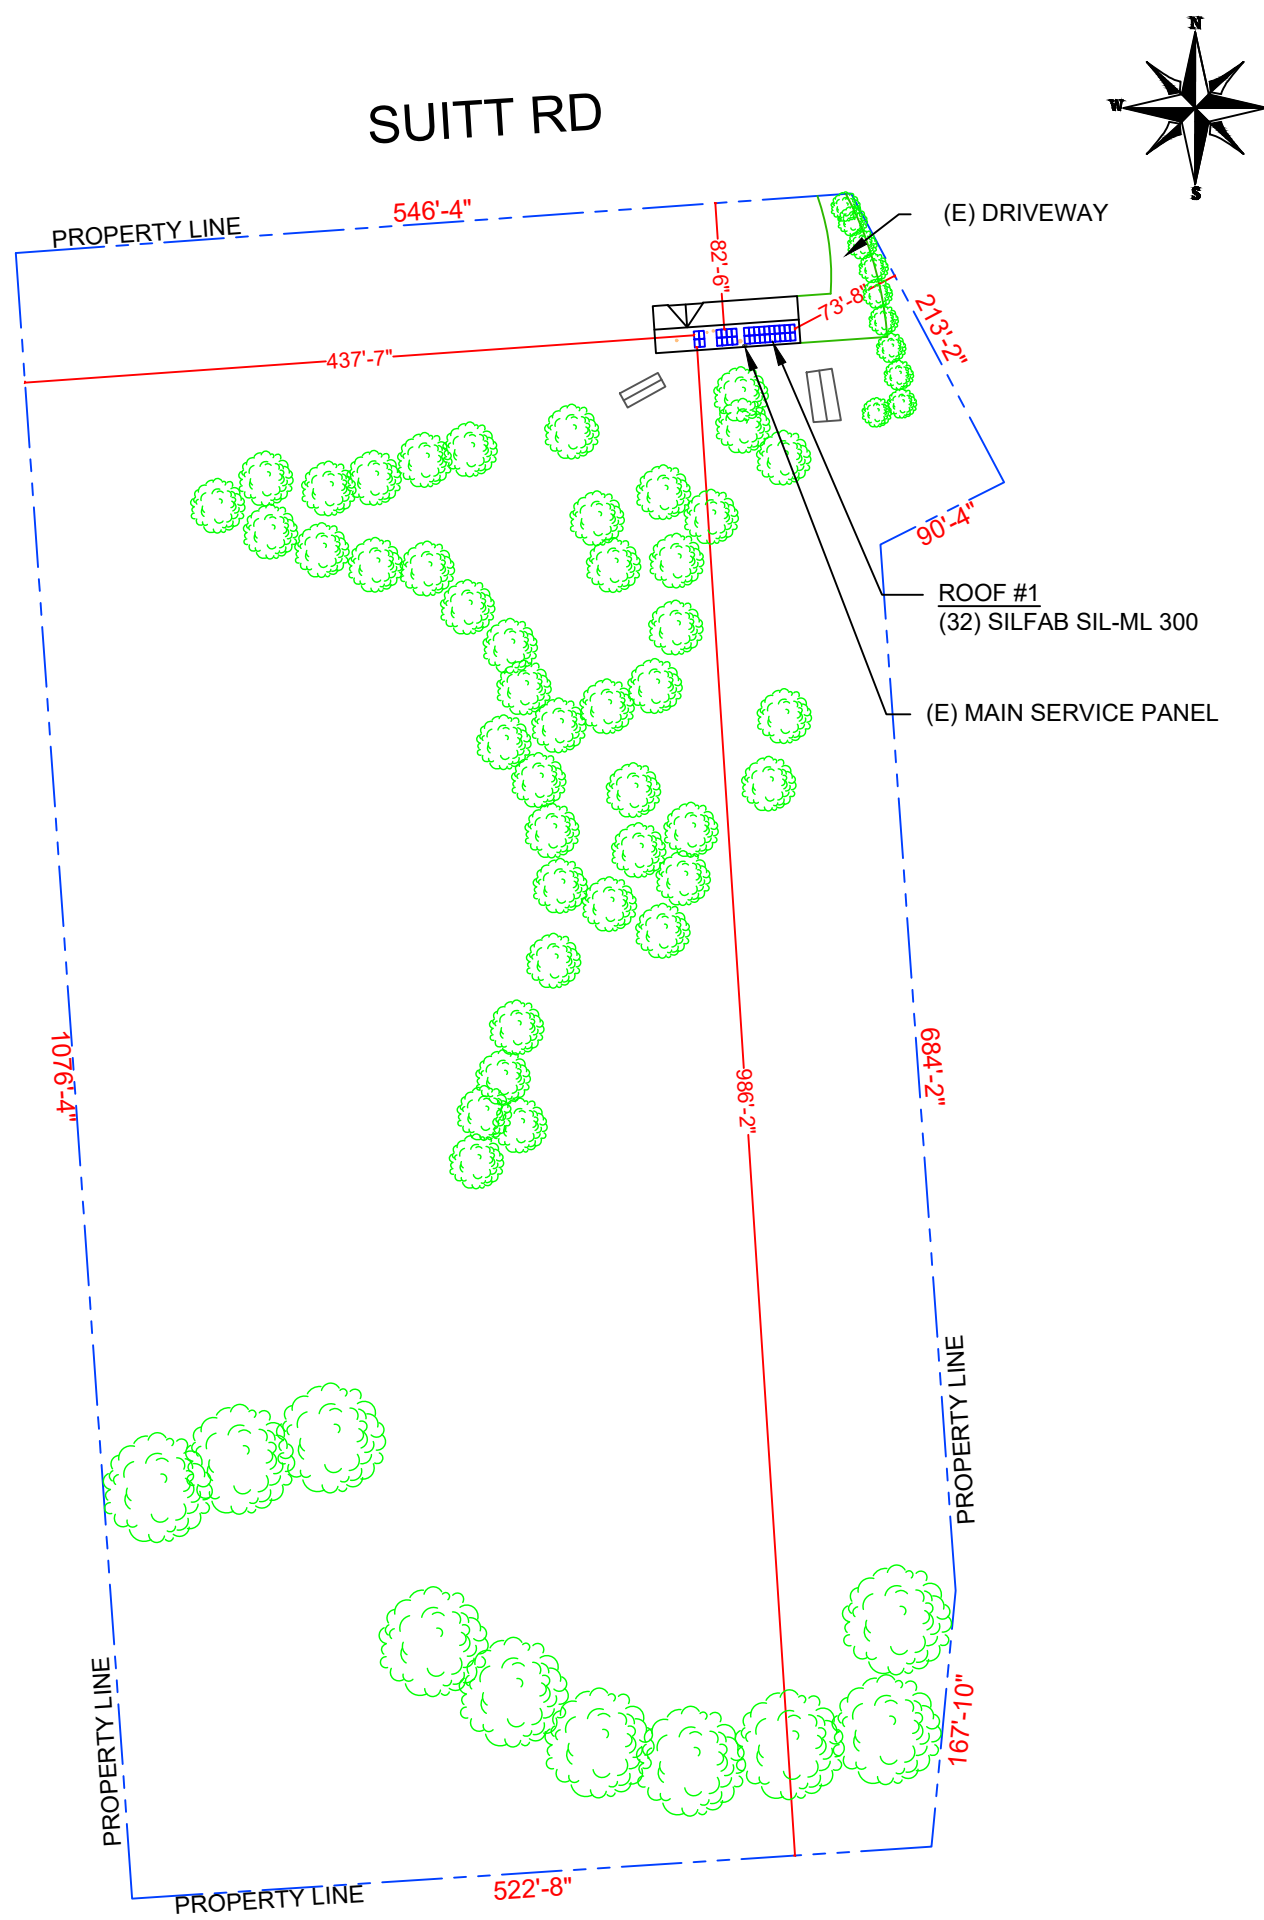 N
W
S
SUITT RD
PROPERTY LINE
546'-4"
(E) DRIVEWAY
82'-6"
73'-8"
213'-2"
437'-7"
90'-4"
ROOF #1
(32) SILFAB SIL-ML 300
(E) MAIN SERVICE PANEL
1076'-4"
986'-2"
684'-2"
PROPERTY LINE
PROPERTY LINE
167'-10"
PROPERTY LINE
522'-8"